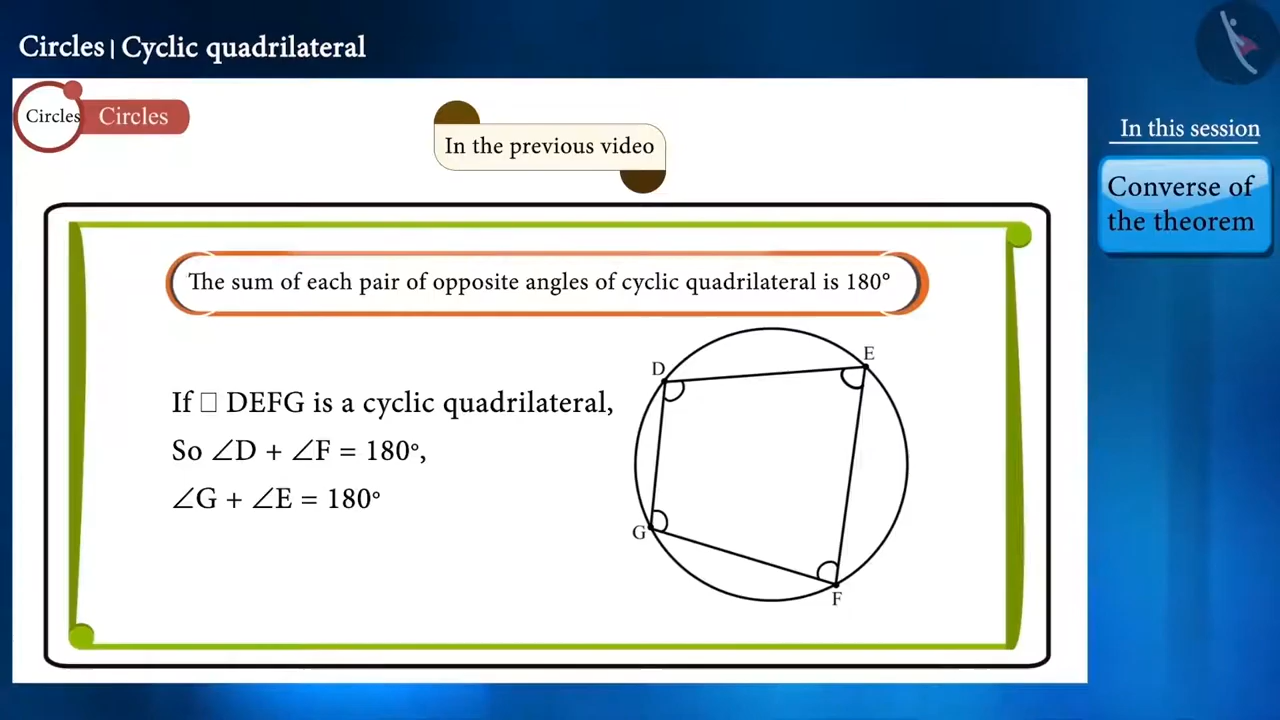 Circles | Cyclic quadrilateral
Circles
Circles
In the previous video
In this session
Converse of
the theorem
The sum of each pair of opposite angles of cyclic quadrilateral is 180°
If □ DEFG is a cyclic quadrilateral,
So ∠D + ∠F = 180°,
∠G + ∠E = 180°
D
E
G
F